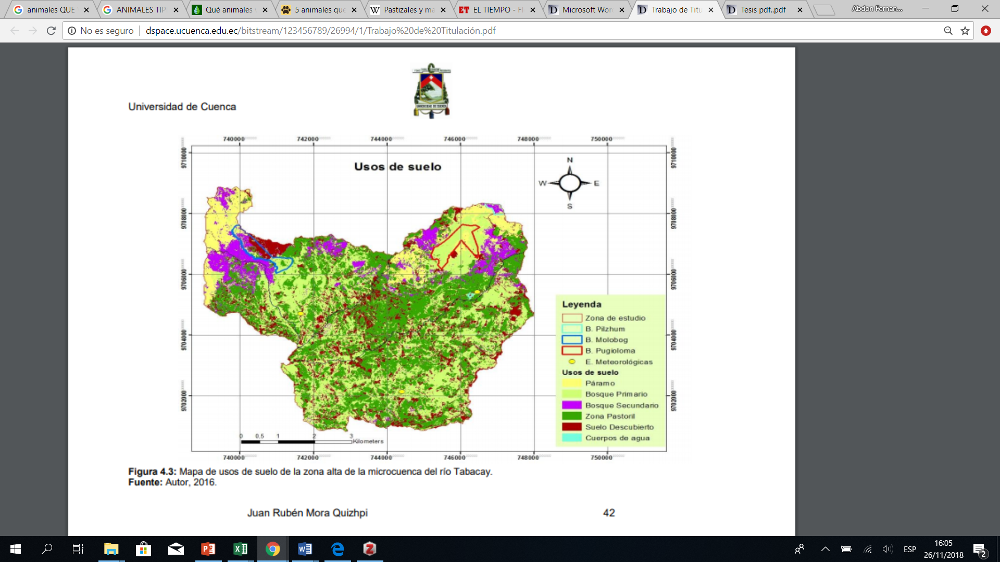 animales QUE
ANIMALES TIP
Qué animales
5 animales que
Pastizales y ma
EL TIEMPO - F
Microsoft Wor
Trabajo de Titu
Tesis pdf..pdf
Abdon Fernan...
No es seguro
dspace.ucuenca.edu.ec/bitstream/123456789/26994/1/Trabajo%20de%20Titulación.pdf
Universidad de Cuenca
740000 742000 744000 746000 748000 750000
9710000
9708000
9706000
9704000
9702000
Usos de suelo
N
W E
S
9710000
9708000
9706000
9704000
9702000
Leyenda
Zona de estudio
B. Pilzhum
B. Molobog
B. Pugioloma
E. Meteorológicas
Usos de suelo
Páramo
Bosque Primario
Bosque Secundario
Zona Pastoril
Suelo Descubierto
Cuerpos de agua
0 0,5 1 2 3
Kilometers
740000 742000 744000 746000 748000 750000
Figura 4.3: Mapa de usos de suelo de la zona alta de la microcuenca del río Tabacay.
Fuente: Autor, 2016.
Juan Rubén Mora Quizhpi 42
ESP
16:05
26/11/2018
2